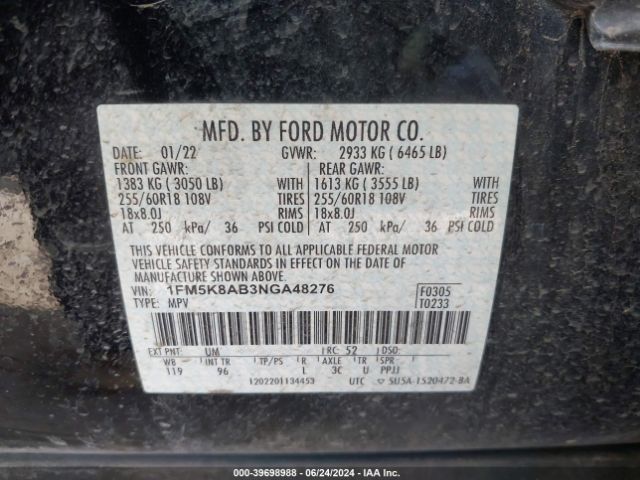 MFD. BY FORD MOTOR CO.
DATE: 01/22 GVWR: 2933 KG ( 6465 LB)
FRONT GAWR: REAR GAWR:
1383 KG ( 3050 LB) WITH 1613 KG ( 3555 LB) WITH
255/60R18 108V TIRES 255/60R18 108V TIRES
18x8.0J RIMS 18x8.0J RIMS
AT 250 kPa/ 36 PSI COLD AT 250 kPa/ 36 PSI COLD
THIS VEHICLE CONFORMS TO ALL APPLICABLE FEDERAL MOTOR
VEHICLE SAFETY STANDARDS IN EFFECT ON THE DATE OF
MANUFACTURE SHOWN ABOVE.
VIN: 1FM5K8AB3NGA48276 F0305
TYPE: MPV T0233
EXT PNT: UM RC: 52 DSO:
WB INT TR TP/PS R AXLE TR SPR
119 96 L 3C U PPJJ
1202201134453 UTC SU5A-1520472-BA
000-39698988 - 06/24/2024 - IAA Inc.